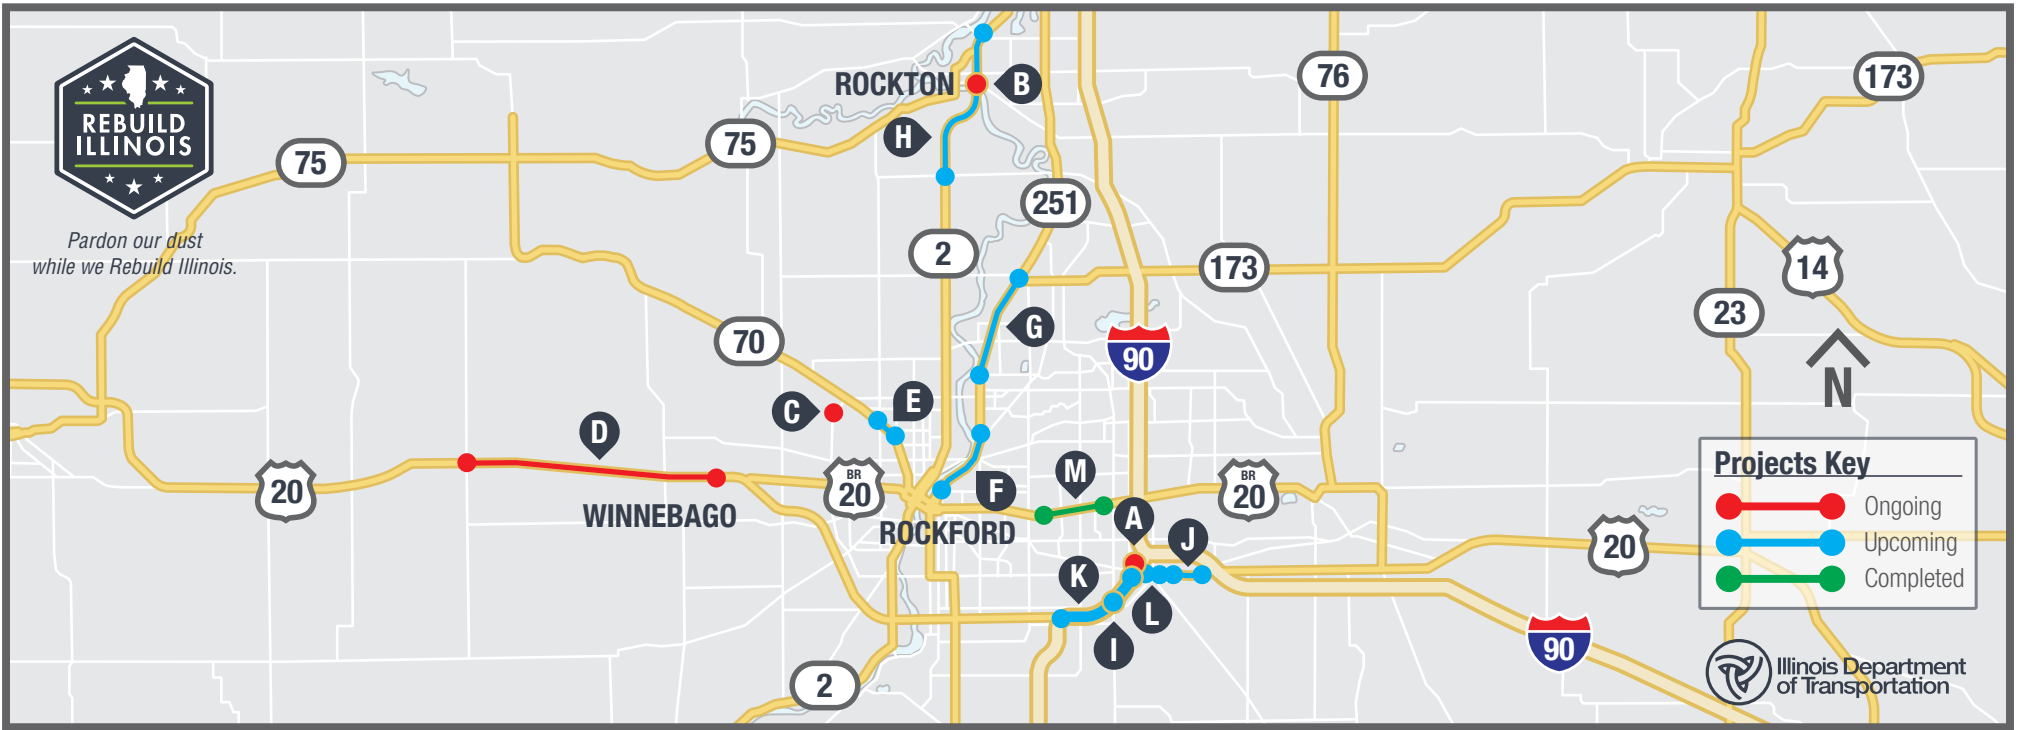 REBUILD
ILLINOIS
Pardon our dust
while we Rebuild Illinois.
75
75
ROCKTON
B
H
76
173
251
2
173
14
23
70
G
90
N
C
E
D
20
WINNEBAGO
BR
20
ROCKFORD
F
M
A
BR
20
J
K
L
I
20
90
2
Projects Key
Ongoing
Upcoming
Completed
Illinois Department
of Transportation